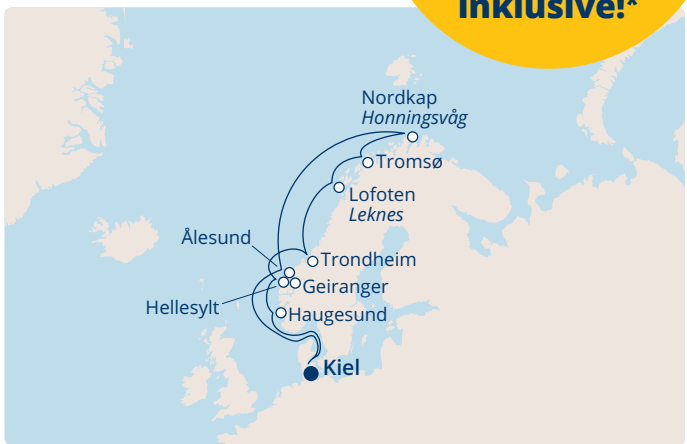 inklusive!*
Nordkap
Honningsvåg
Tromsø
Lofoten
Leknes
Ålesund
Trondheim
Geiranger
Hellesylt
Haugesund
Kiel